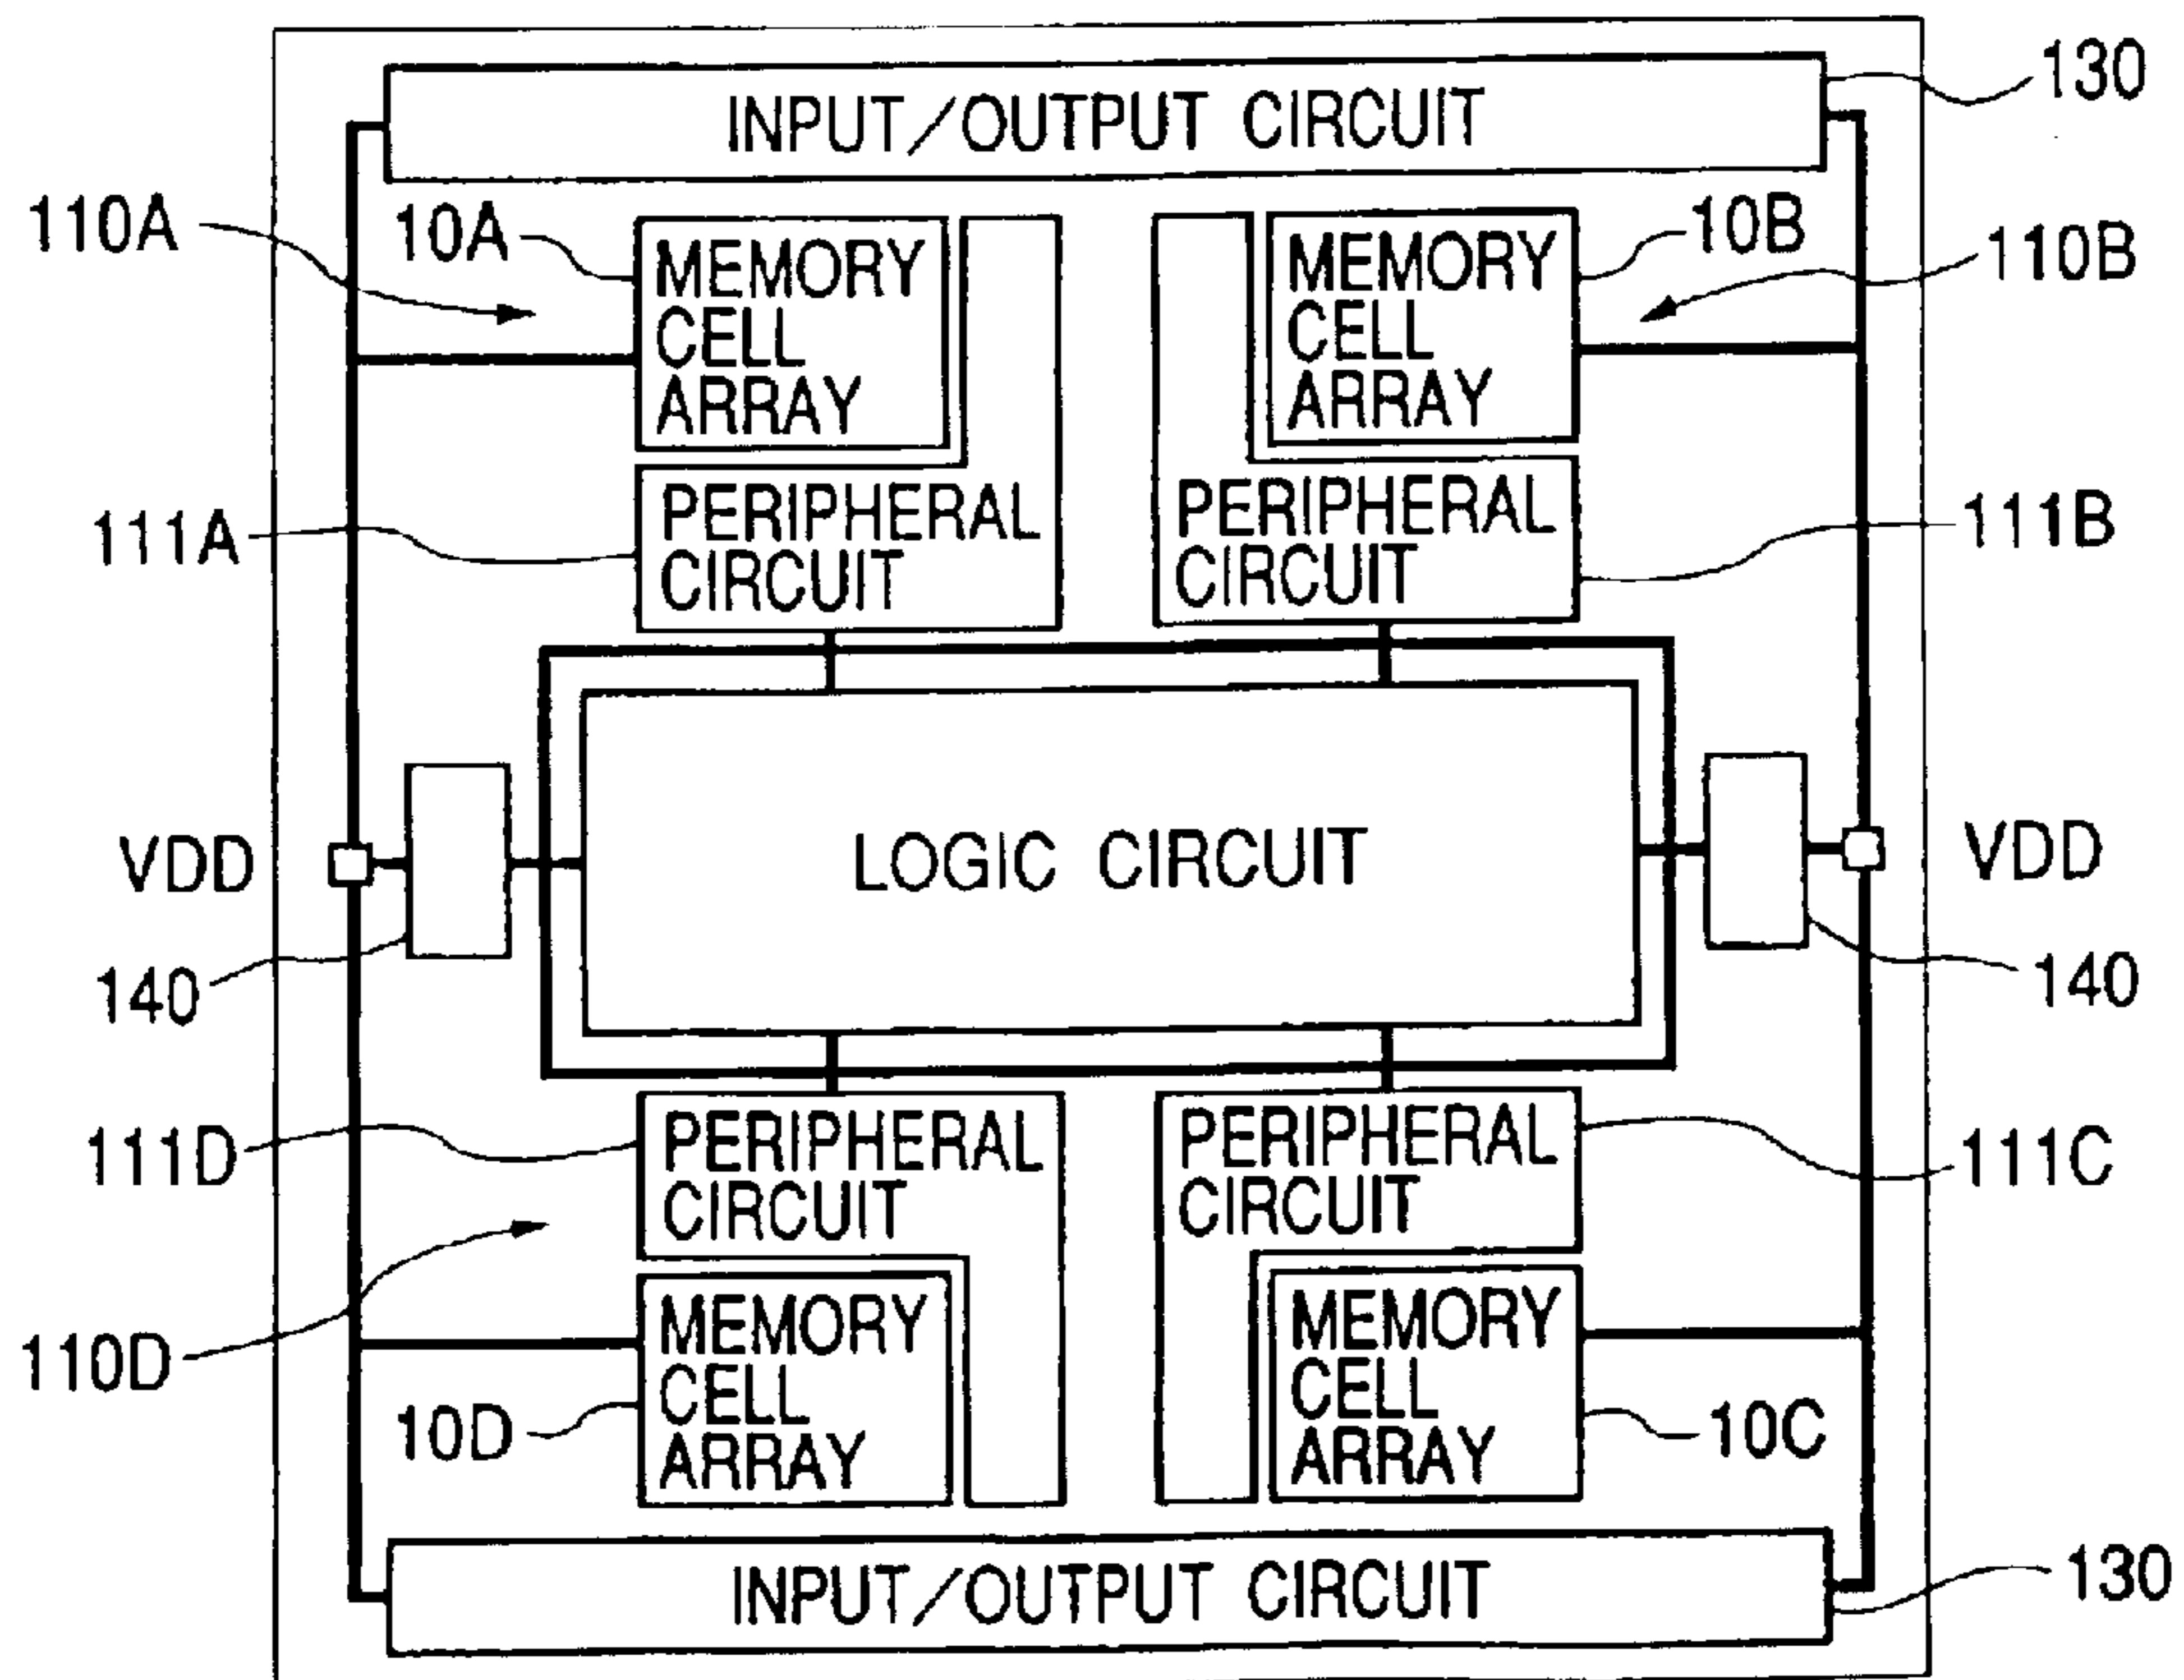 130
INPUT/OUTPUT CIRCUIT
110A
10A
MEMORY
CELL
ARRAY
MEMORY
CELL
ARRAY
10B
110B
111A
PERIPHERAL
CIRCUIT
PERIPHERAL
CIRCUIT
111B
VDD
LOGIC CIRCUIT
VDD
140
140
111D
PERIPHERAL
CIRCUIT
PERIPHERAL
CIRCUIT
111C
110D
10D
MEMORY
CELL
ARRAY
MEMORY
CELL
ARRAY
10C
INPUT/OUTPUT CIRCUIT
130